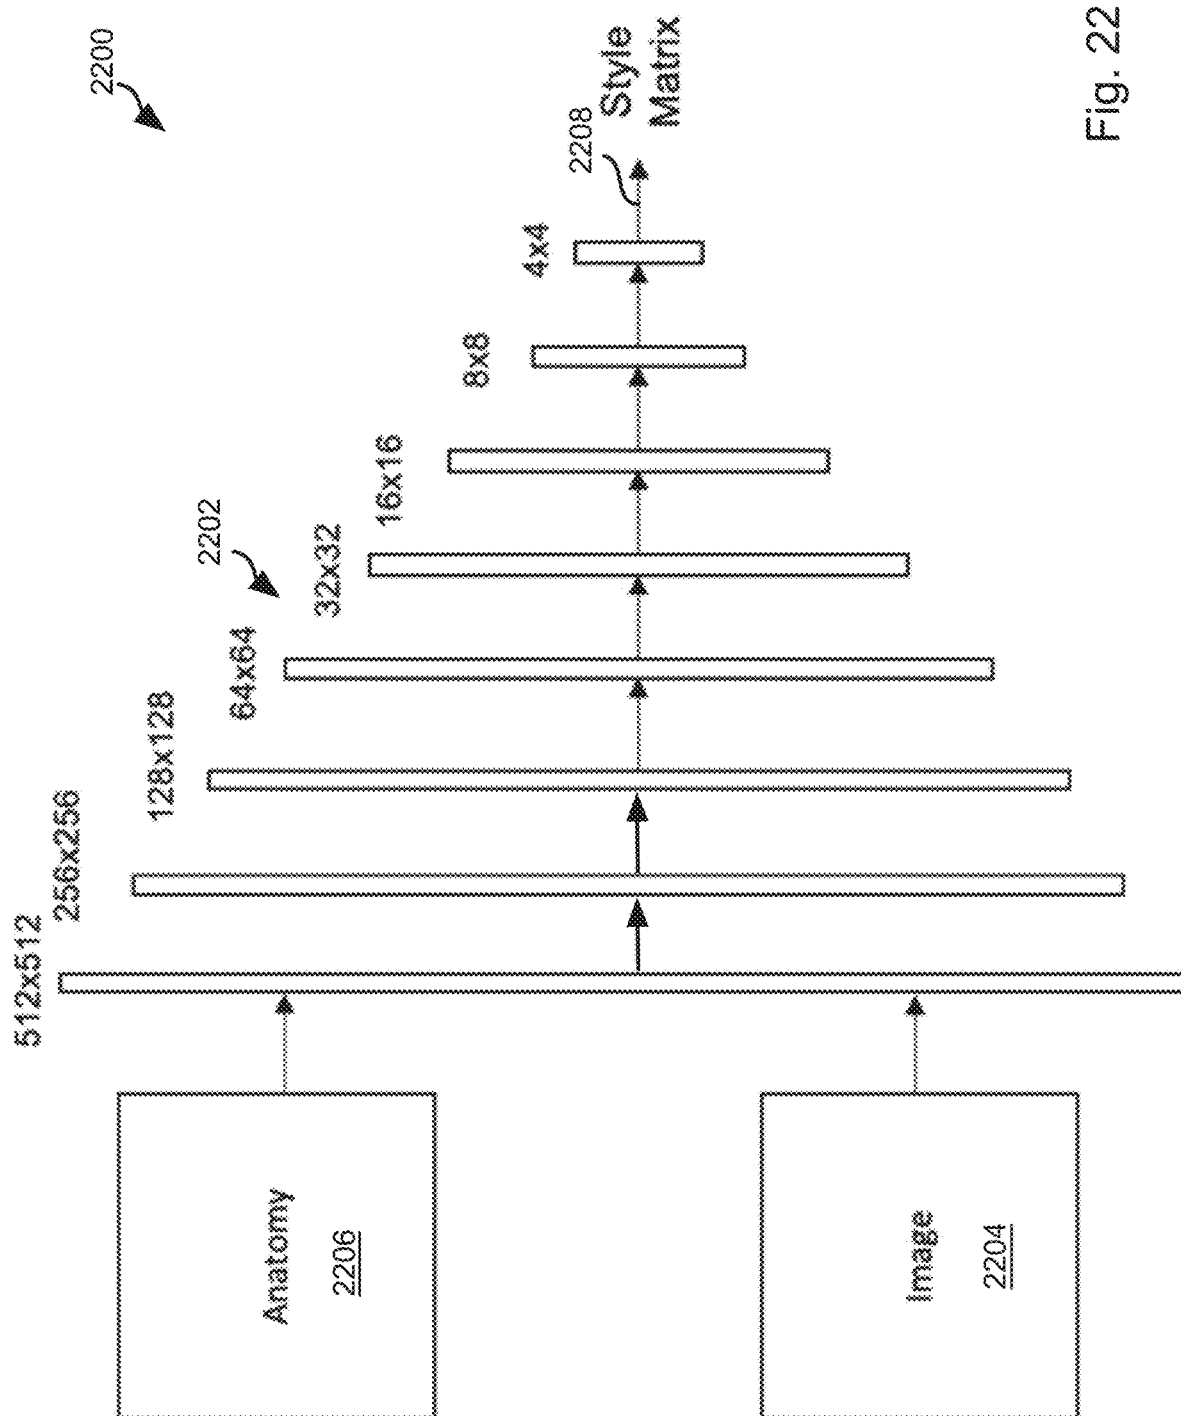 2200
512x512
256x256
128x128
64x64
2202
32x32
16x16
8x8
4x4
2208
Style
Matrix
Anatomy
2206
Image
2204
Fig. 22